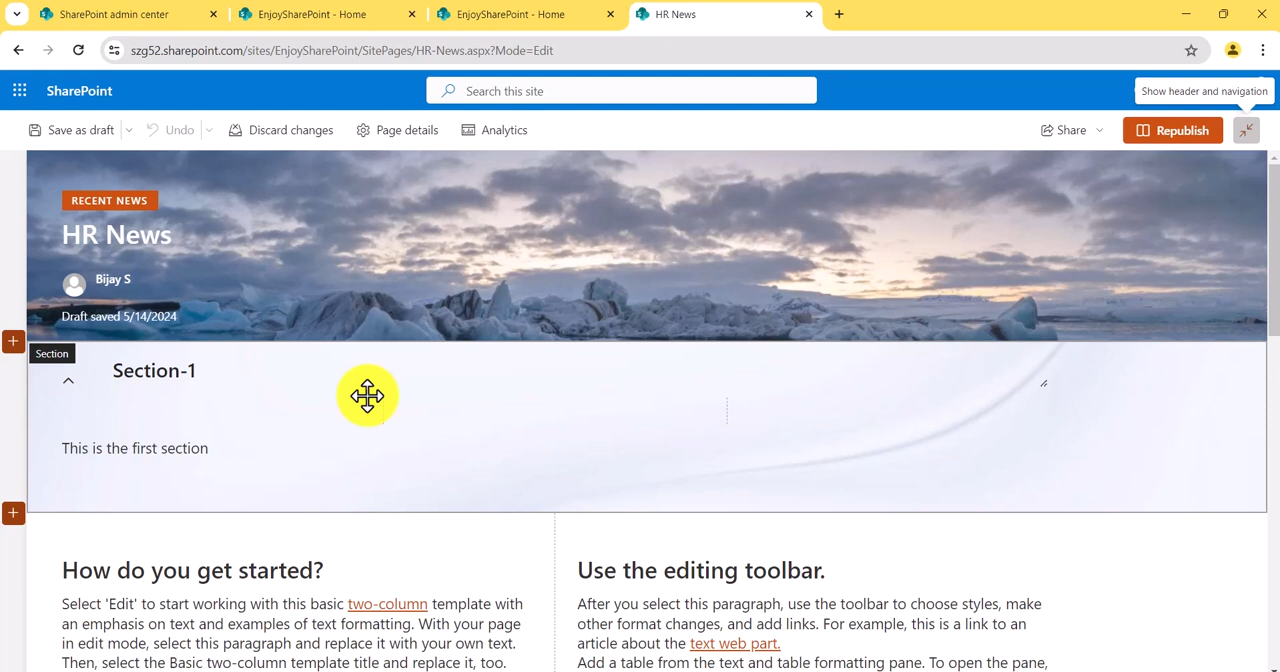 SharePoint admin center
EnjoySharePoint - Home
EnjoySharePoint - Home
HR News
szg52.sharepoint.com/sites/EnjoySharePoint/SitePages/HR-News.aspx?Mode=Edit
SharePoint
Search this site
Show header and navigation
Save as draft
Undo
Discard changes
Page details
Analytics
Share
Republish
RECENT NEWS
HR News
Bijay S
Draft saved 5/14/2024
Section
Section-1
This is the first section
How do you get started?
Select 'Edit' to start working with this basic two-column template with
an emphasis on text and examples of text formatting. With your page
in edit mode, select this paragraph and replace it with your own text.
Then, select the Basic two-column template title and replace it, too.
Use the editing toolbar.
After you select this paragraph, use the toolbar to choose styles, make
other format changes, and add links. For example, this is a link to an
article about the text web part.
Add a table from the text and table formatting pane. To open the pane,